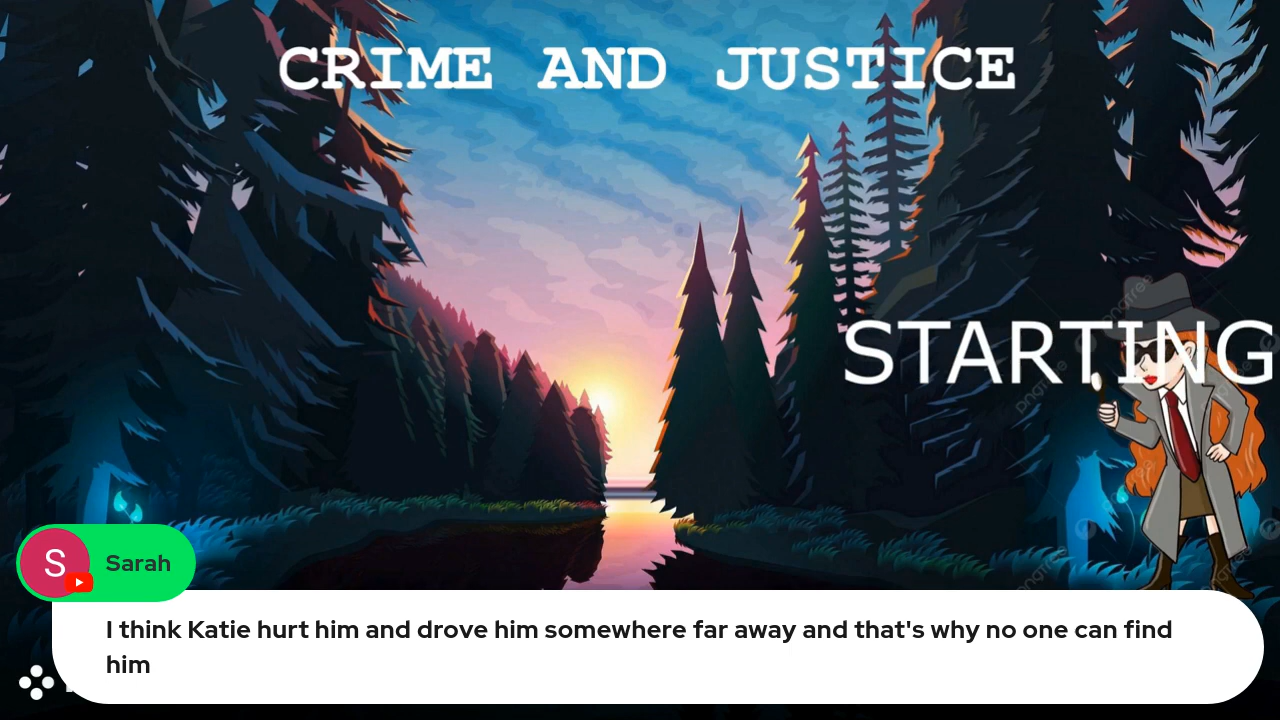 CRIME AND JUSTICE
STARTING
S
Sarah
I think Katie hurt him and drove him somewhere far away and that's why no one can find
him